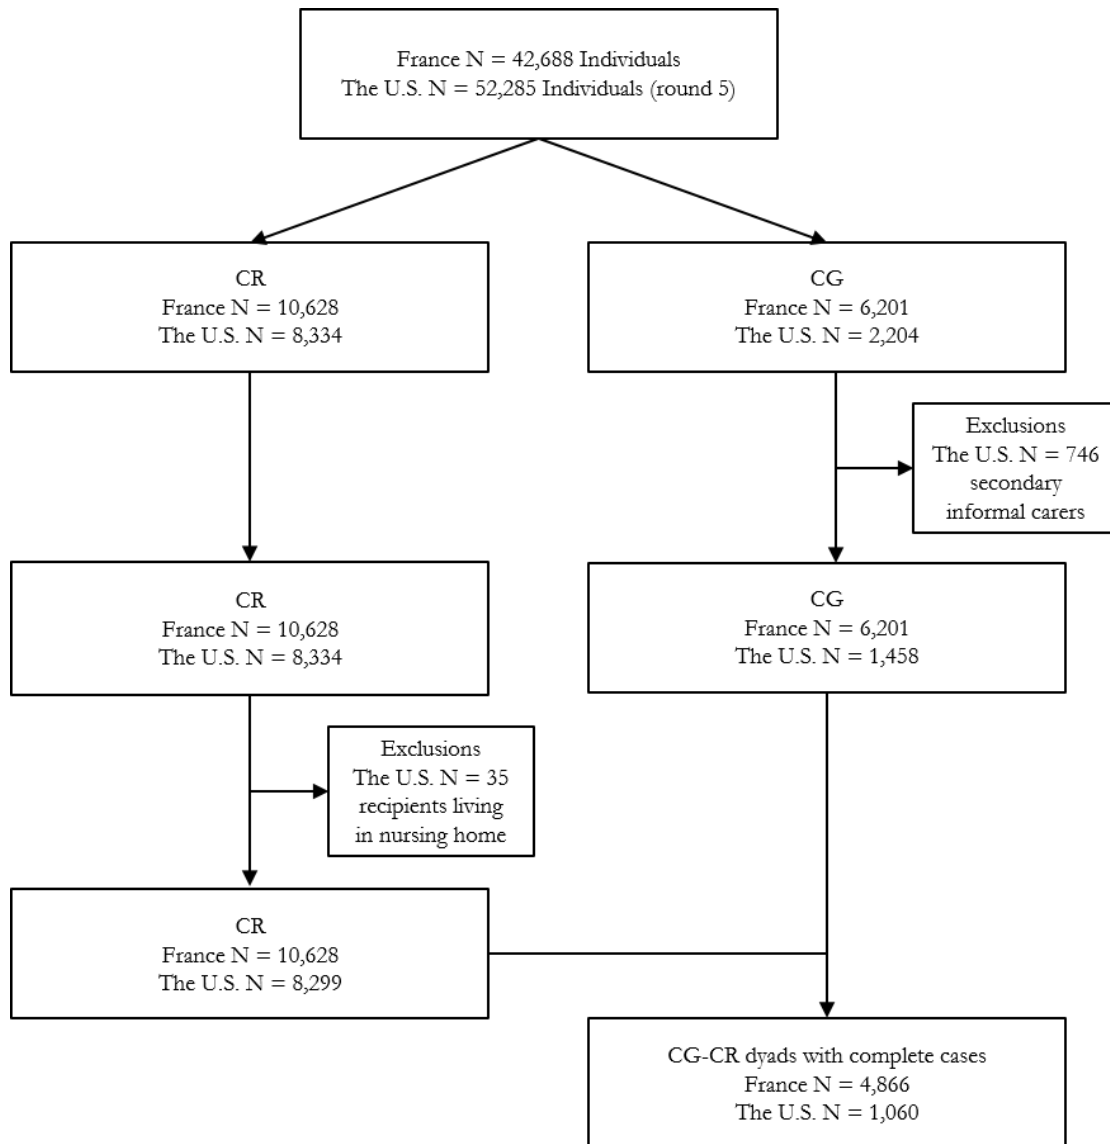 France N = 42,688 Individuals
The U.S. N = 52,285 Individuals (round 5)
CR
France N = 10,628
The U.S. N = 8,334
CG
France N = 6,201
The U.S. N = 2,204
Exclusions
The U.S. N = 746
secondary
informal carers
CR
France N = 10,628
The U.S. N = 8,334
CG
France N = 6,201
The U.S. N = 1,458
Exclusions
The U.S. N = 35
recipients living
in nursing home
CR
France N = 10,628
The U.S. N = 8,299
CG-CR dyads with complete cases
France N = 4,866
The U.S. N = 1,060